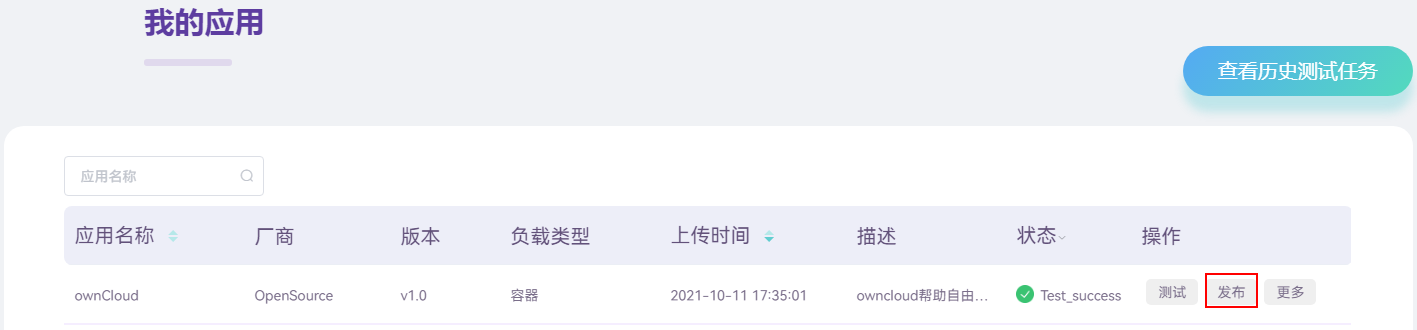 我的应用
查看历史测试任务
应用名称
应用名称 厂商 版本 负载类型 上传时间 描述 状态 操作
ownCloud OpenSource v1.0 容器 2021-10-11 17:35:01 owncloud帮助自由... Test_success 测试 发布 更多